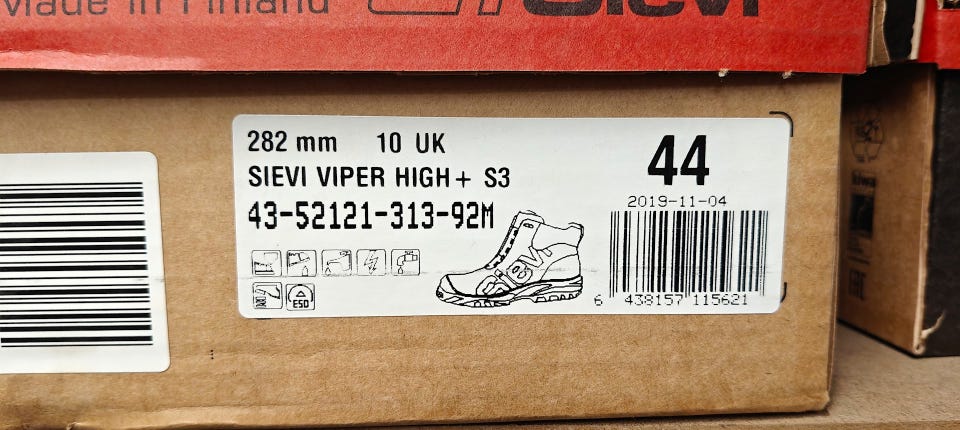 Made in Finland Sievi
282 mm 10 UK
44
SIEVI VIPER HIGH+ S3
2019-11-04
43-52121-313-92M
Sievi
ESD
6 438157 115621